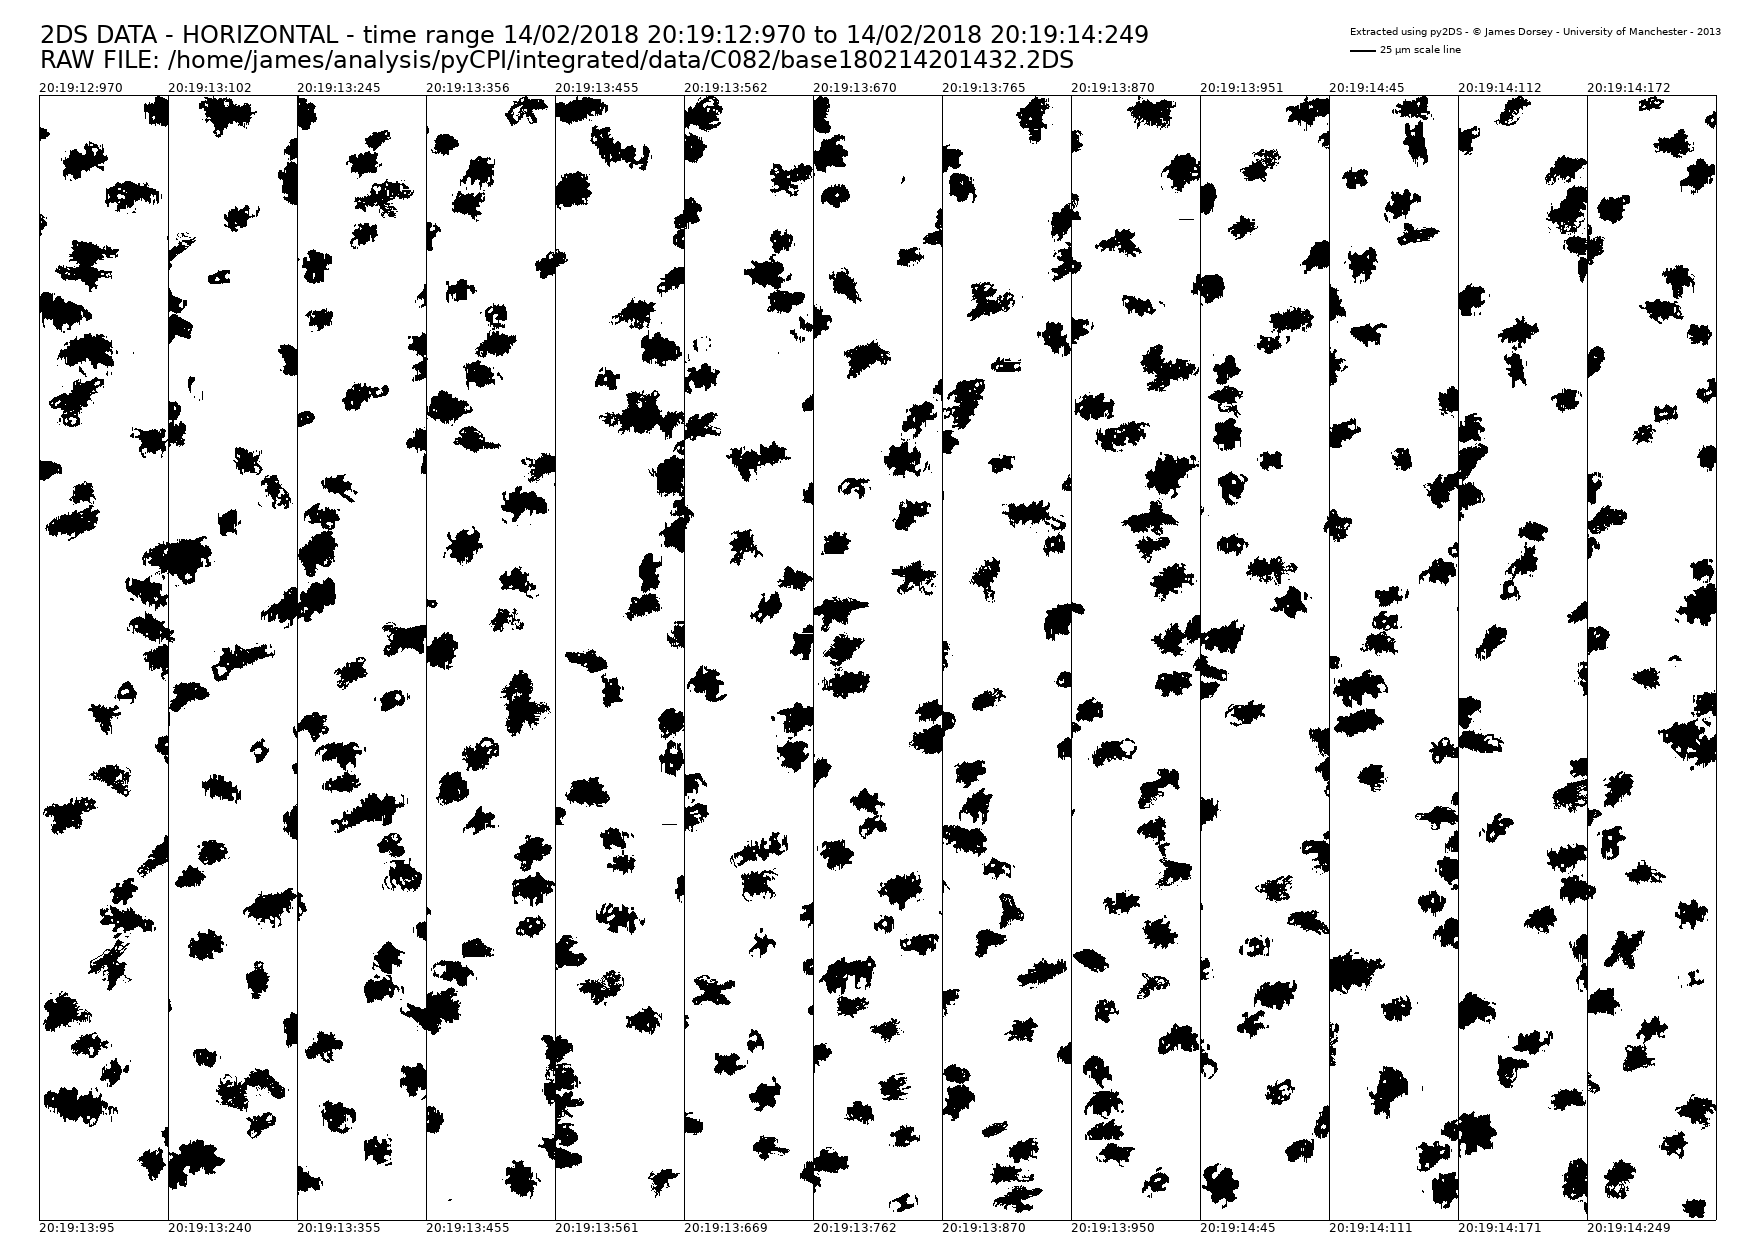 2DS DATA - HORIZONTAL - time range 14/02/2018 20:19:12:970 to 14/02/2018 20:19:14:249
RAW FILE: /home/james/analysis/pyCPI/integrated/data/C082/base180214201432.2DS
Extracted using py2DS - © James Dorsey - University of Manchester - 2013
25 µm scale line
20:19:12:970 20:19:13:102 20:19:13:245 20:19:13:356 20:19:13:455 20:19:13:562 20:19:13:670 20:19:13:765 20:19:13:870 20:19:13:951 20:19:14:45 20:19:14:112 20:19:14:172
20:19:13:95 20:19:13:240 20:19:13:355 20:19:13:455 20:19:13:561 20:19:13:669 20:19:13:762 20:19:13:870 20:19:13:950 20:19:14:45 20:19:14:111 20:19:14:171 20:19:14:249